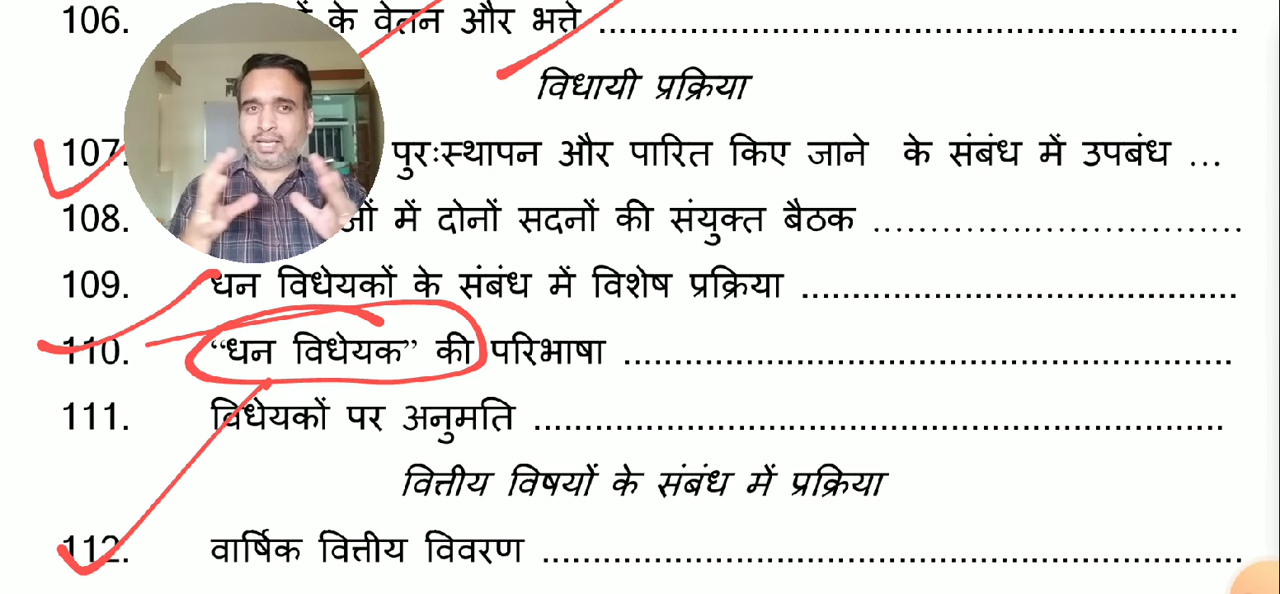 106. के वेतन और भत्ते ........................................................................
विधायी प्रक्रिया
107. पुरःस्थापन और पारित किए जाने के संबंध में उपबंध ...
108. में दोनों सदनों की संयुक्त बैठक ................................
109. धन विधेयकों के संबंध में विशेष प्रक्रिया ................................................
110. “धन विधेयक” की परिभाषा ....................................................................
111. विधेयकों पर अनुमति ............................................................................
वित्तीय विषयों के संबंध में प्रक्रिया
112. वार्षिक वित्तीय विवरण ..............................................................................